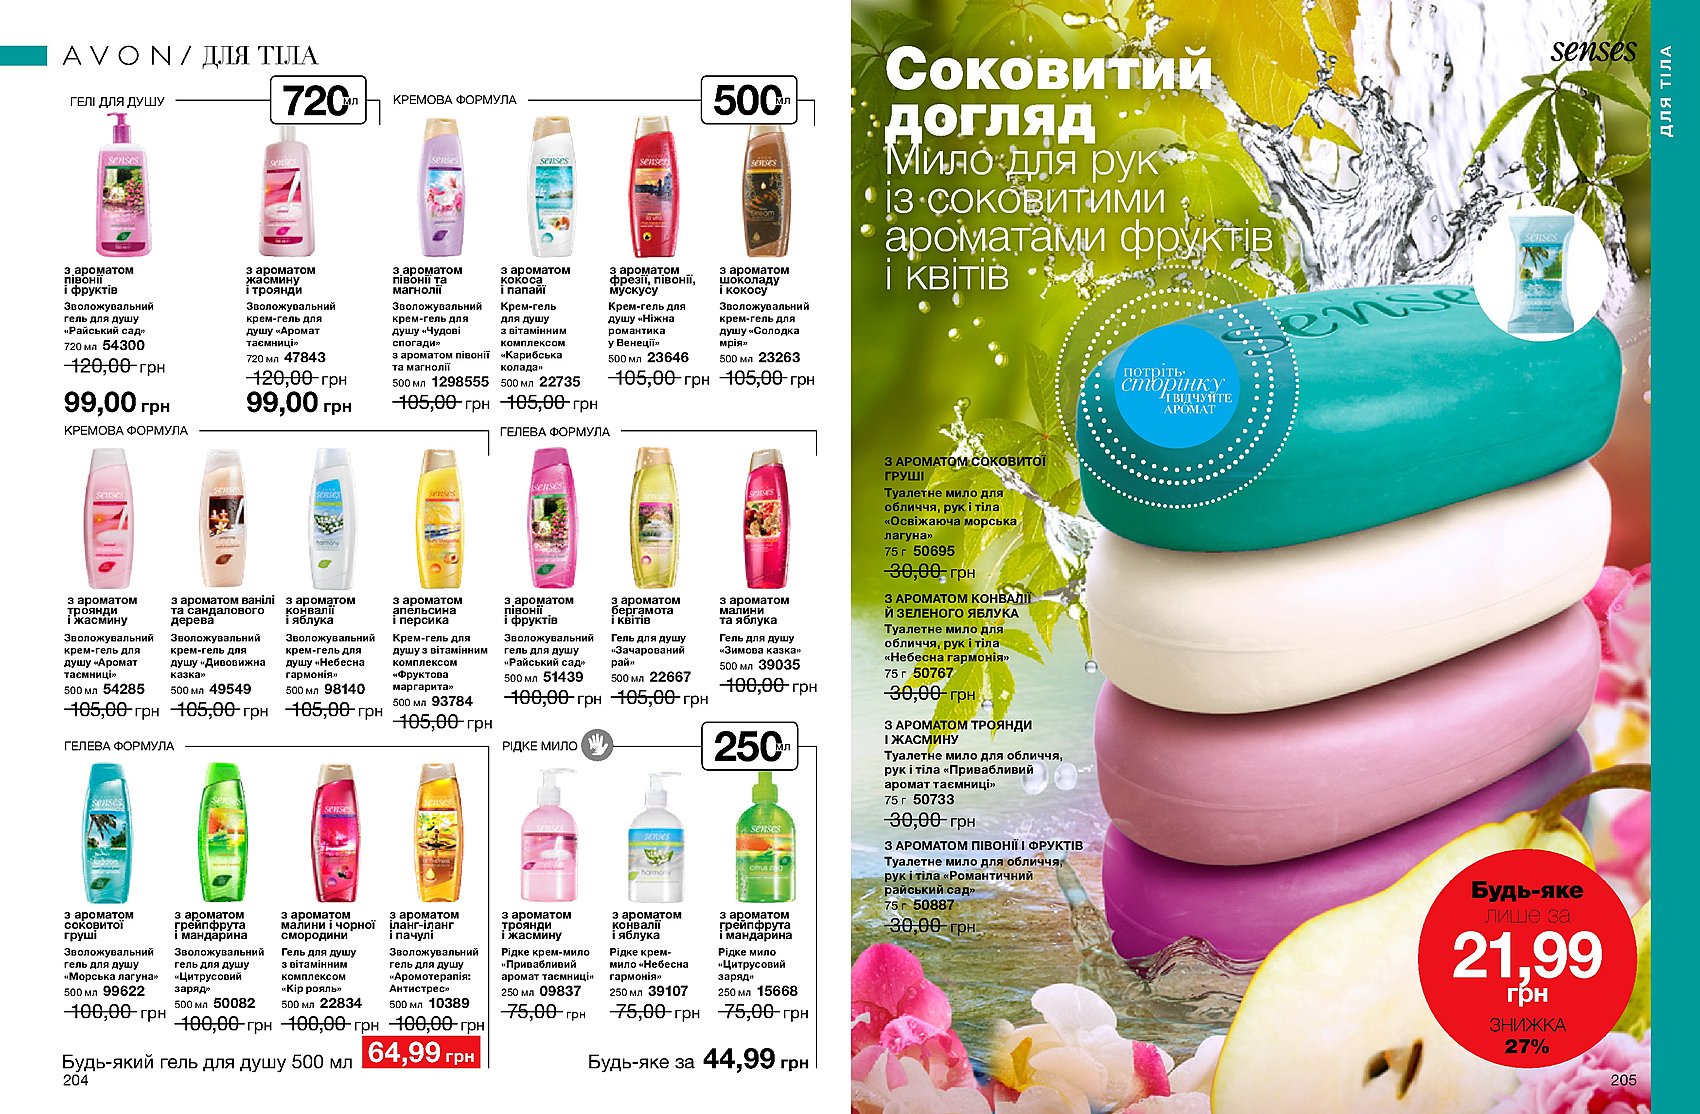 AVON / ДЛЯ ТІЛА
ГЕЛІ ДЛЯ ДУШУ
720 мл
КРЕМОВА ФОРМУЛА
500 мл
з ароматом
півонії
і фруктів
Зволожувальний
гель для душу
«Райський сад»
720 мл 54300
120,00 грн
99,00 грн
з ароматом
жасмину
і троянди
Зволожувальний
крем-гель для
душу «Аромат
таємниці»
720 мл 47843
120,00 грн
99,00 грн
з ароматом
півонії та
магнолії
Зволожувальний
крем-гель для
душу «Чудові
спогади»
з ароматом півонії
та магнолії
500 мл 1298555
105,00 грн
з ароматом
кокоса
і папайї
Крем-гель
для душу
з вітамінним
комплексом
«Карибська
колада»
500 мл 22735
105,00 грн
з ароматом
фрезії, півонії,
мускусу
Крем-гель для
душу «Ніжна
романтика
у Венеції»
500 мл 23646
105,00 грн
з ароматом
шоколаду
і кокосу
Зволожувальний
крем-гель для
душу «Солодка
мрія»
500 мл 23263
105,00 грн
КРЕМОВА ФОРМУЛА
ГЕЛЕВА ФОРМУЛА
з ароматом
троянди
і жасмину
Зволожувальний
крем-гель для
душу «Аромат
таємниці»
500 мл 54285
105,00 грн
з ароматом ванілі
та сандалового
дерева
Зволожувальний
крем-гель для
душу «Дивовижна
казка»
500 мл 49549
105,00 грн
з ароматом
конвалії
і яблука
Зволожувальний
крем-гель для
душу «Небесна
гармонія»
500 мл 98140
105,00 грн
з ароматом
апельсина
і персика
Крем-гель для
душу з вітамінним
комплексом
«Фруктова
маргарита»
500 мл 93784
105,00 грн
з ароматом
півонії
і фруктів
Зволожувальний
гель для душу
«Райський сад»
500 мл 51439
100,00 грн
з ароматом
бергамота
і квітів
Гель для душу
«Зачарований
рай»
500 мл 22667
105,00 грн
з ароматом
малини
та яблука
Гель для душу
«Зимова казка»
500 мл 39035
100,00 грн
ГЕЛЕВА ФОРМУЛА
РІДКЕ МИЛО
250 мл
з ароматом
соковитої
груші
Зволожувальний
гель для душу
«Морська лагуна»
500 мл 99622
100,00 грн
з ароматом
грейпфрута
і мандарина
Зволожувальний
гель для душу
«Цитрусовий
заряд»
500 мл 50082
100,00 грн
з ароматом
малини і чорної
смородини
Гель для душу
з вітамінним
комплексом
«Кір рояль»
500 мл 22834
100,00 грн
з ароматом
іланг-іланг
і пачулі
Зволожувальний
гель для душу
«Аромотерапія:
Антистрес»
500 мл 10389
100,00 грн
з ароматом
троянди
і жасмину
Рідке крем-мило
«Привабливий
аромат таємниці»
250 мл 09837
75,00 грн
з ароматом
конвалії
і яблука
Рідке крем-
мило «Небесна
гармонія»
250 мл 39107
75,00 грн
з ароматом
грейпфрута
і мандарина
Рідке мило
«Цитрусовий
заряд»
250 мл 15668
75,00 грн
Будь-який гель для душу 500 мл 64,99 грн
Будь-яке за 44,99 грн
204
senses
ДЛЯ ТІЛА
Соковитий
догляд
Мило для рук
із соковитими
ароматами фруктів
і квітів
senses
senses
ПОТРІТЬ
СТОРІНКУ
І ВІДЧУЙТЕ
АРОМАТ
З АРОМАТОМ СОКОВИТОЇ
ГРУШІ
Туалетне мило для
обличчя, рук і тіла
«Освіжаюча морська
лагуна»
75 г 50695
30,00 грн
З АРОМАТОМ КОНВАЛІЇ
Й ЗЕЛЕНОГО ЯБЛУКА
Туалетне мило для
обличчя, рук і тіла
«Небесна гармонія»
75 г 50767
30,00 грн
З АРОМАТОМ ТРОЯНДИ
І ЖАСМИНУ
Туалетне мило для обличчя,
рук і тіла «Привабливий
аромат таємниці»
75 г 50733
30,00 грн
З АРОМАТОМ ПІВОНІЇ І ФРУКТІВ
Туалетне мило для обличчя,
рук і тіла «Романтичний
райський сад»
75 г 50887
30,00 грн
Будь-яке
лише за
21,99
грн
ЗНИЖКА
27%
205